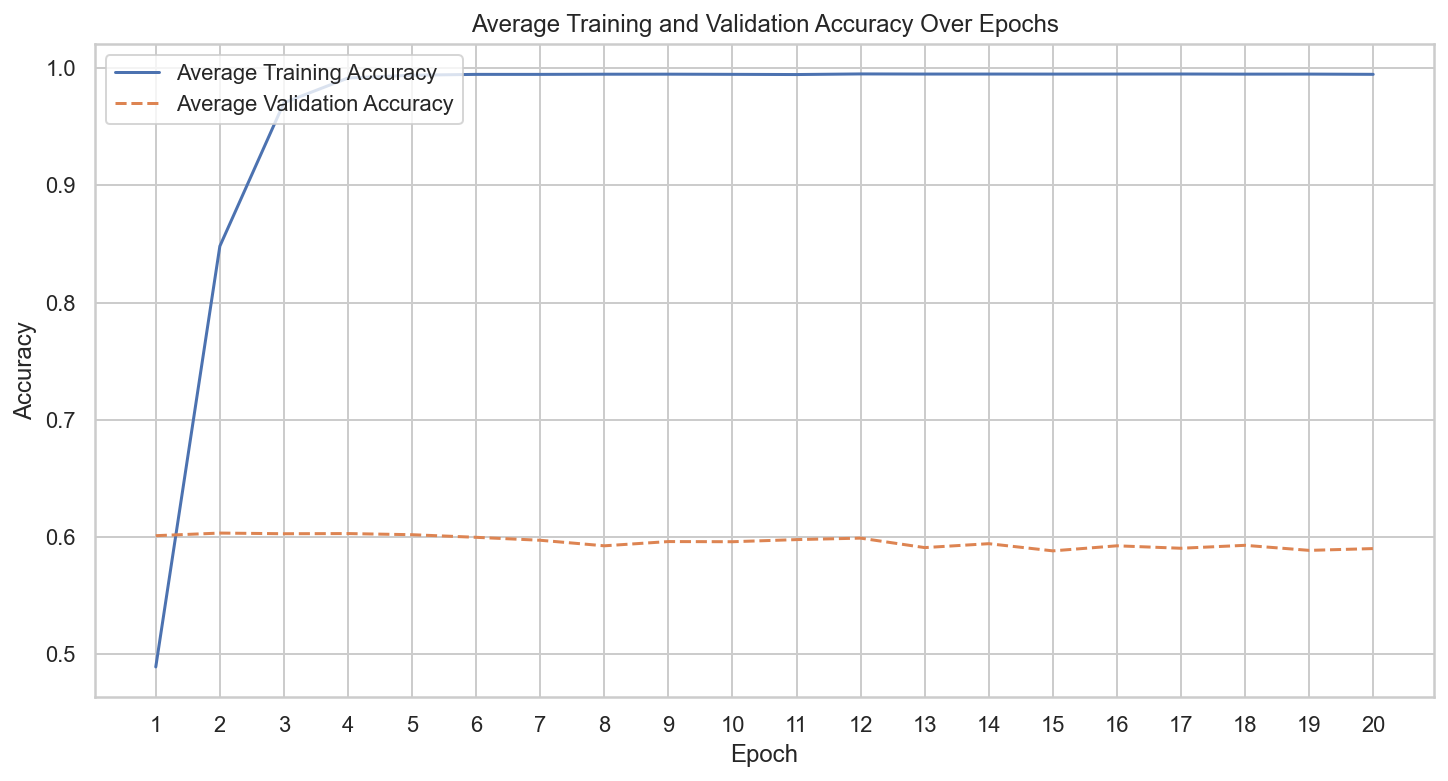 Average Training and Validation Accuracy Over Epochs
Average Training Accuracy
Average Validation Accuracy
1.0
0.9
0.8
0.7
0.6
0.5
Accuracy
1 2 3 4 5 6 7 8 9 10 11 12 13 14 15 16 17 18 19 20
Epoch